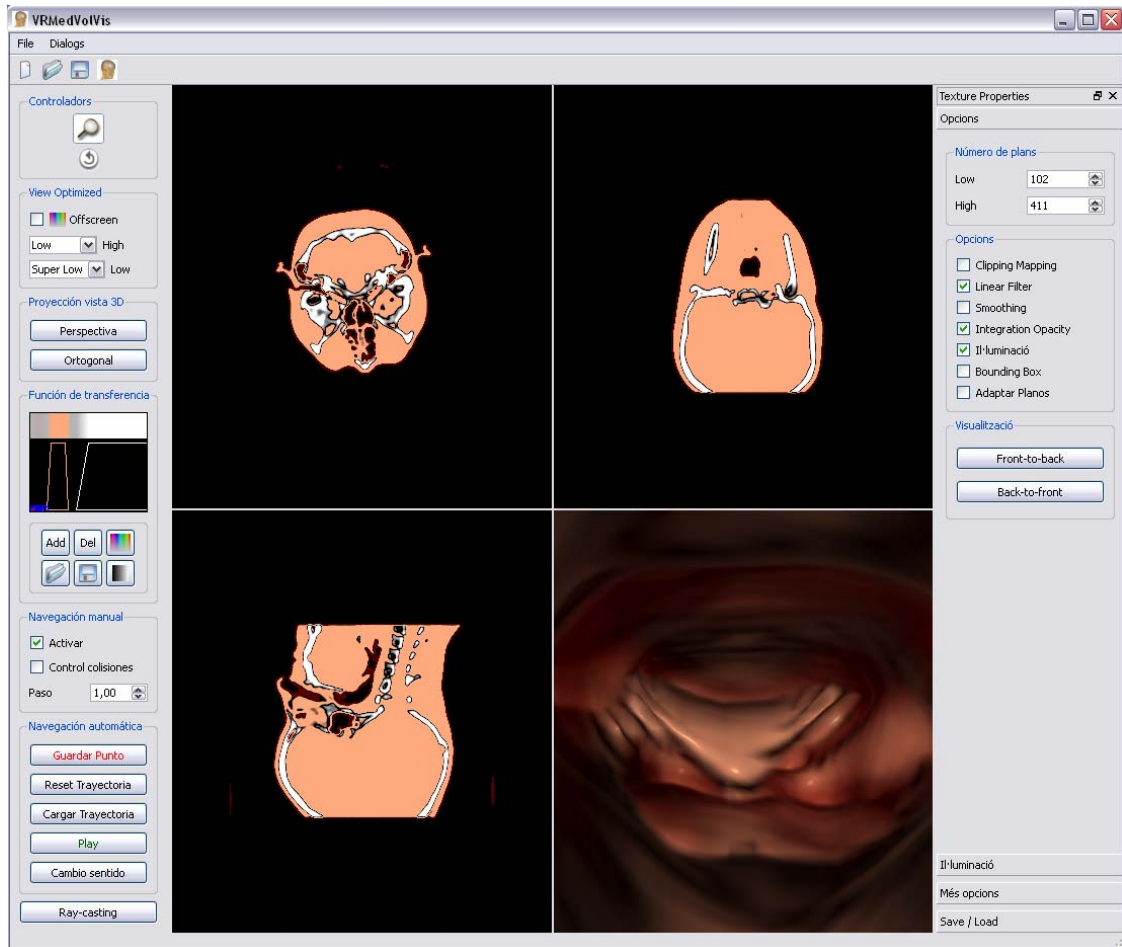 VRMedVolVis
File Dialogs
Controladors
View Optimized
Offscreen
Low High
Super Low Low
Proyección vista 3D
Perspectiva
Ortogonal
Función de transferencia
Add Del
Navegación manual
Activar
Control colisiones
Paso 1,00
Navegación automática
Guardar Punto
Reset Trayectoria
Cargar Trayectoria
Play
Cambio sentido
Ray-casting
Texture Properties
Opcions
Número de plans
Low 102
High 411
Opcions
Clipping Mapping
Linear Filter
Smoothing
Integration Opacity
Il·luminació
Bounding Box
Adaptar Planos
Visualització
Front-to-back
Back-to-front
Il·luminació
Més opcions
Save / Load